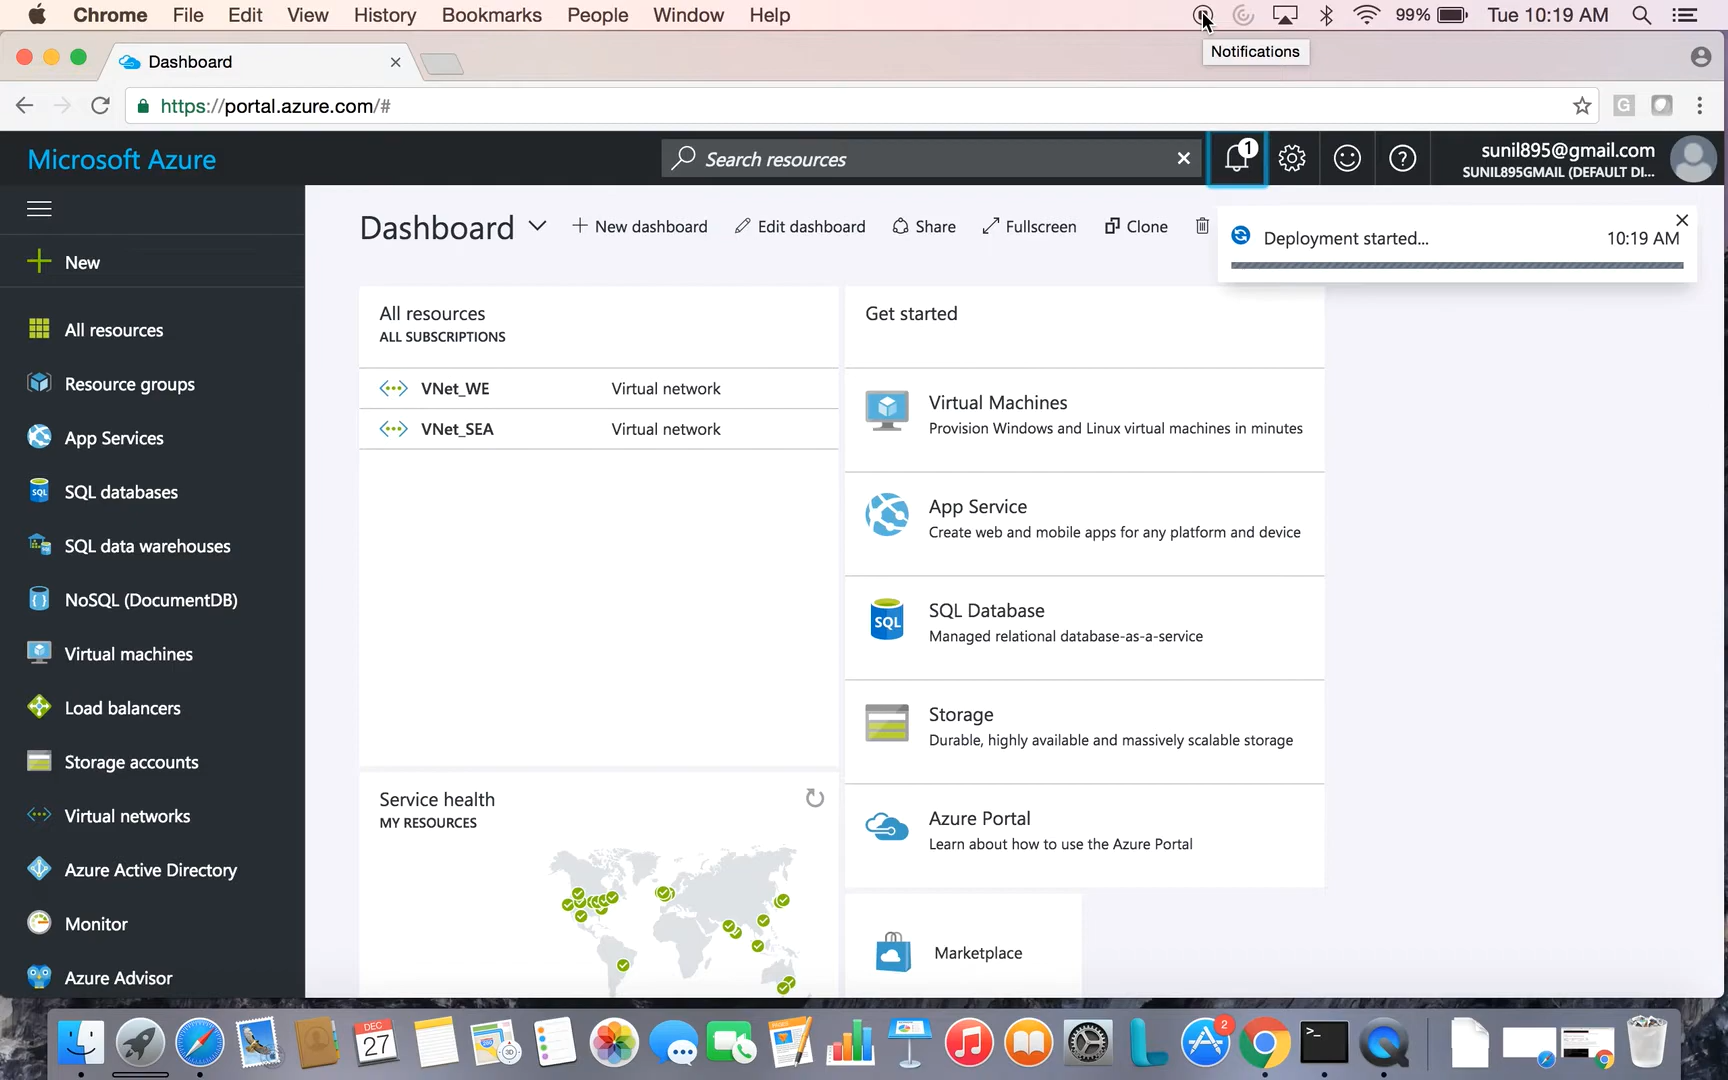 Chrome File Edit View History Bookmarks People Window Help 99% Tue 10:19 AM
Notifications
Dashboard
https://portal.azure.com/#
G
Microsoft Azure
Search resources
1
sunil895@gmail.com
SUNIL895GMAIL (DEFAULT DI...
Dashboard
New dashboard
Edit dashboard
Share
Fullscreen
Clone
Deployment started...
10:19 AM
New
All resources
Resource groups
App Services
SQL databases
SQL data warehouses
NoSQL (DocumentDB)
Virtual machines
Load balancers
Storage accounts
Virtual networks
Azure Active Directory
Monitor
Azure Advisor
All resources
ALL SUBSCRIPTIONS
VNet_WE Virtual network
VNet_SEA Virtual network
Service health
MY RESOURCES
Get started
Virtual Machines
Provision Windows and Linux virtual machines in minutes
App Service
Create web and mobile apps for any platform and device
SQL
SQL Database
Managed relational database-as-a-service
Storage
Durable, highly available and massively scalable storage
Azure Portal
Learn about how to use the Azure Portal
Marketplace
DEC
27
3D
2